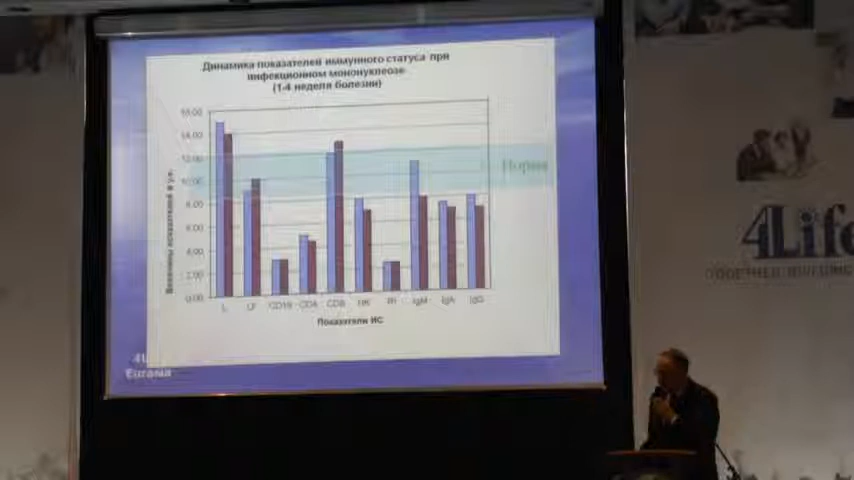 Динамика показателей иммунного статуса при
инфекционном мононуклеозе
(1-4 неделя болезни)
16.00
14.00
12.00
10.00
8.00
6.00
4.00
2.00
0.00
Норма
L
LF
CD19
CD4
CD8
NK
IRI
IgM
IgA
IgG
Показатели ИС
4Life